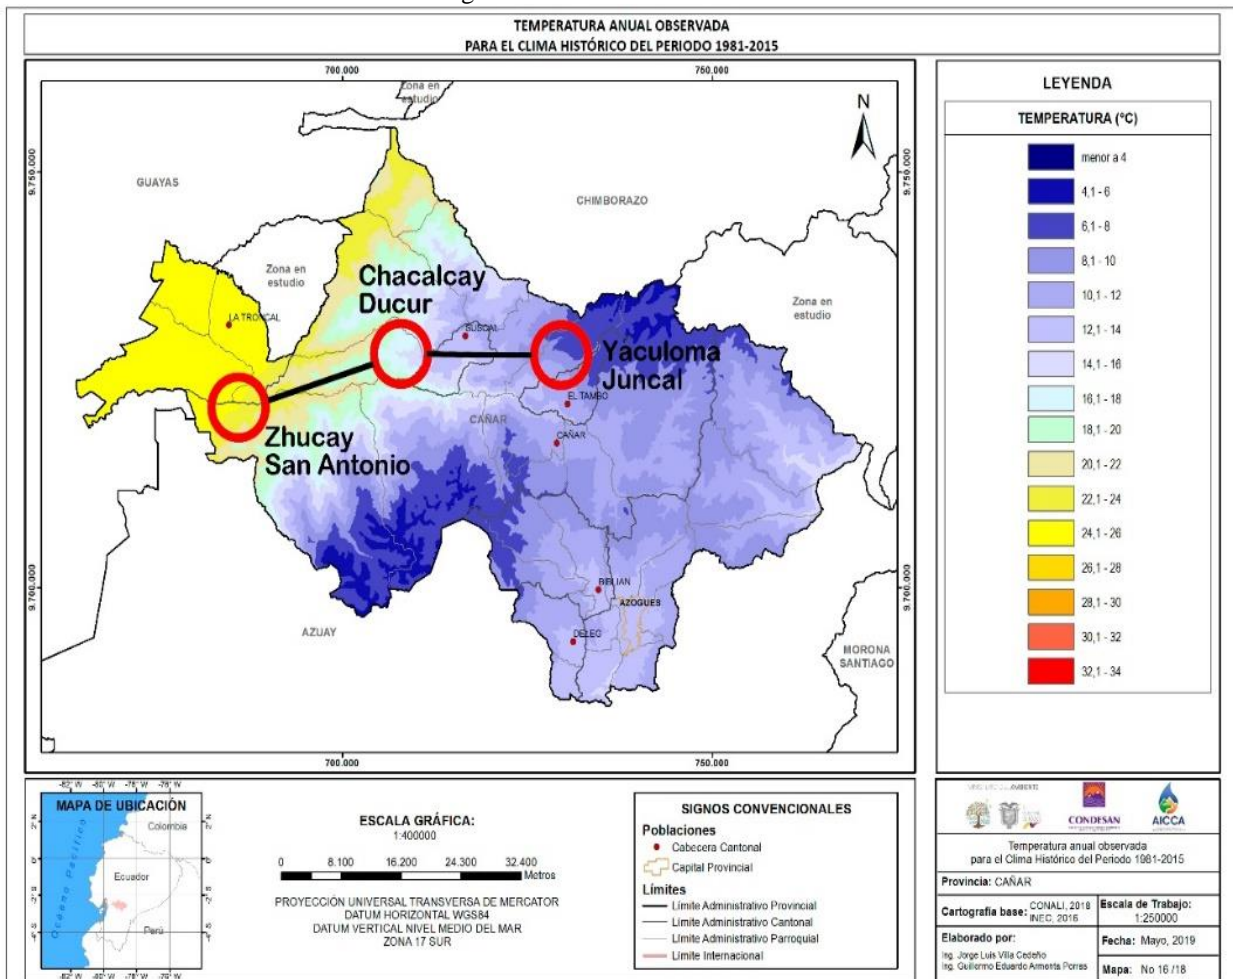 TEMPERATURA ANUAL OBSERVADA
PARA EL CLIMA HISTÓRICO DEL PERIODO 1981-2015
700.000
750.000
Zona en
estudio
N
9.750.000
9.750.000
GUAYAS
CHIMBORAZO
Zona en
estudio
Zona en
estudio
Chacalcay
Ducur
LA TRONCAL
SUSCAL
Yaculoma
Juncal
EL TAMBO
CAÑAR
CAÑAR
Zhucay
San Antonio
9.700.000
9.700.000
BIBLIAN
AZOGUES
AZUAY
DELEG
MORONA
SANTIAGO
700.000
750.000
LEYENDA
TEMPERATURA (°C)
menor a 4
4,1 - 6
6,1 - 8
8,1 - 10
10,1 - 12
12,1 - 14
14,1 - 16
16,1 - 18
18,1 - 20
20,1 - 22
22,1 - 24
24,1 - 26
26,1 - 28
28,1 - 30
30,1 - 32
32,1 - 34
MAPA DE UBICACIÓN
Colombia
Ecuador
Perú
Océano Pacífico
ESCALA GRÁFICA:
1:400000
0 8.100 16.200 24.300 32.400
Metros
PROYECCIÓN UNIVERSAL TRANSVERSA DE MERCATOR
DATUM HORIZONTAL WGS84
DATUM VERTICAL NIVEL MEDIO DEL MAR
ZONA 17 SUR
SIGNOS CONVENCIONALES
Poblaciones
Cabecera Cantonal
Capital Provincial
Límites
Límite Administrativo Provincial
Límite Administrativo Cantonal
Límite Administrativo Parroquial
Límite Internacional
CONDESAN
AICCA
Temperatura anual observada
para el Clima Histórico del Periodo 1981-2015
Provincia: CAÑAR
Cartografía base: CONALI, 2018
INEC, 2016
Escala de Trabajo:
1:250000
Elaborado por:
Ing. Jorge Luis Villa Cedeño
Ing. Guillermo Eduardo Armenta Porras
Fecha: Mayo, 2019
Mapa: No 16 /18